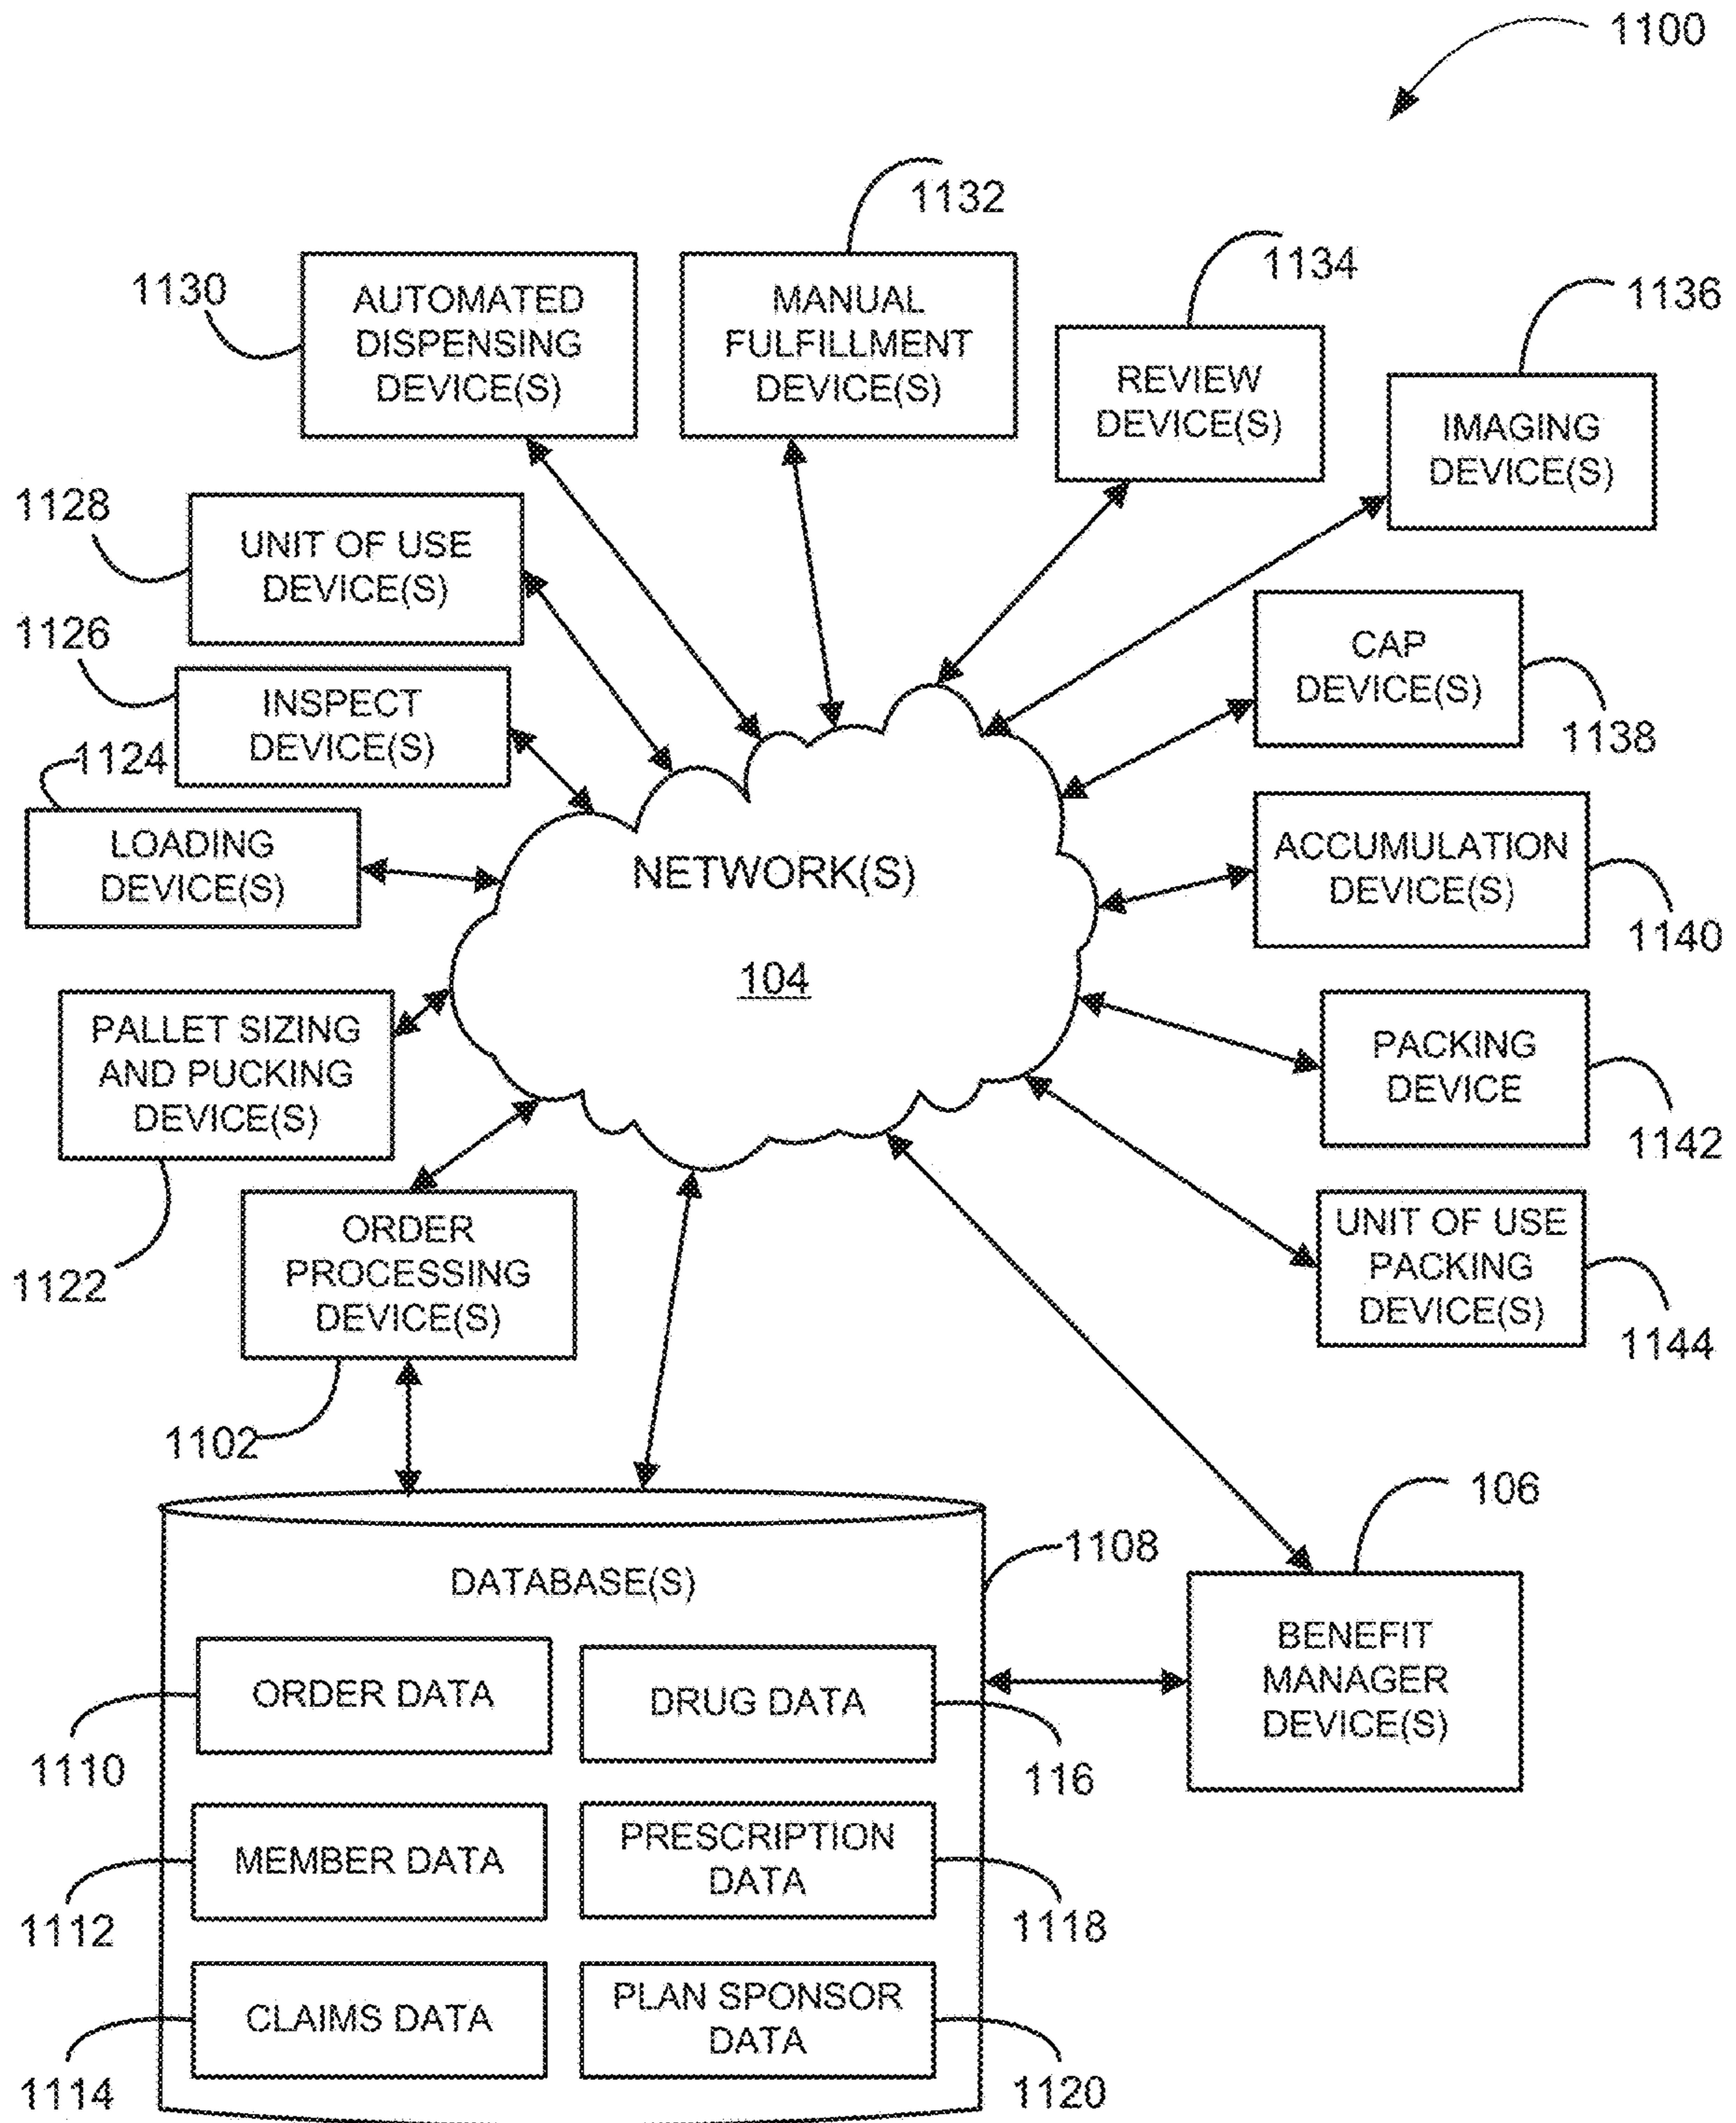 1100
1132
1134
1136
1130
AUTOMATED
DISPENSING
DEVICE(S)
MANUAL
FULFILLMENT
DEVICE(S)
REVIEW
DEVICE(S)
IMAGING
DEVICE(S)
1128
UNIT OF USE
DEVICE(S)
1126
INSPECT
DEVICE(S)
CAP
DEVICE(S)
1138
1124
LOADING
DEVICE(S)
NETWORK(S)
104
ACCUMULATION
DEVICE(S)
1140
PALLET SIZING
AND PUCKING
DEVICE(S)
1122
PACKING
DEVICE
1142
ORDER
PROCESSING
DEVICE(S)
1102
UNIT OF USE
PACKING
DEVICE(S)
1144
106
1108
DATABASE(S)
BENEFIT
MANAGER
DEVICE(S)
ORDER DATA
1110
DRUG DATA
116
MEMBER DATA
1112
PRESCRIPTION
DATA
1118
CLAIMS DATA
1114
PLAN SPONSOR
DATA
1120